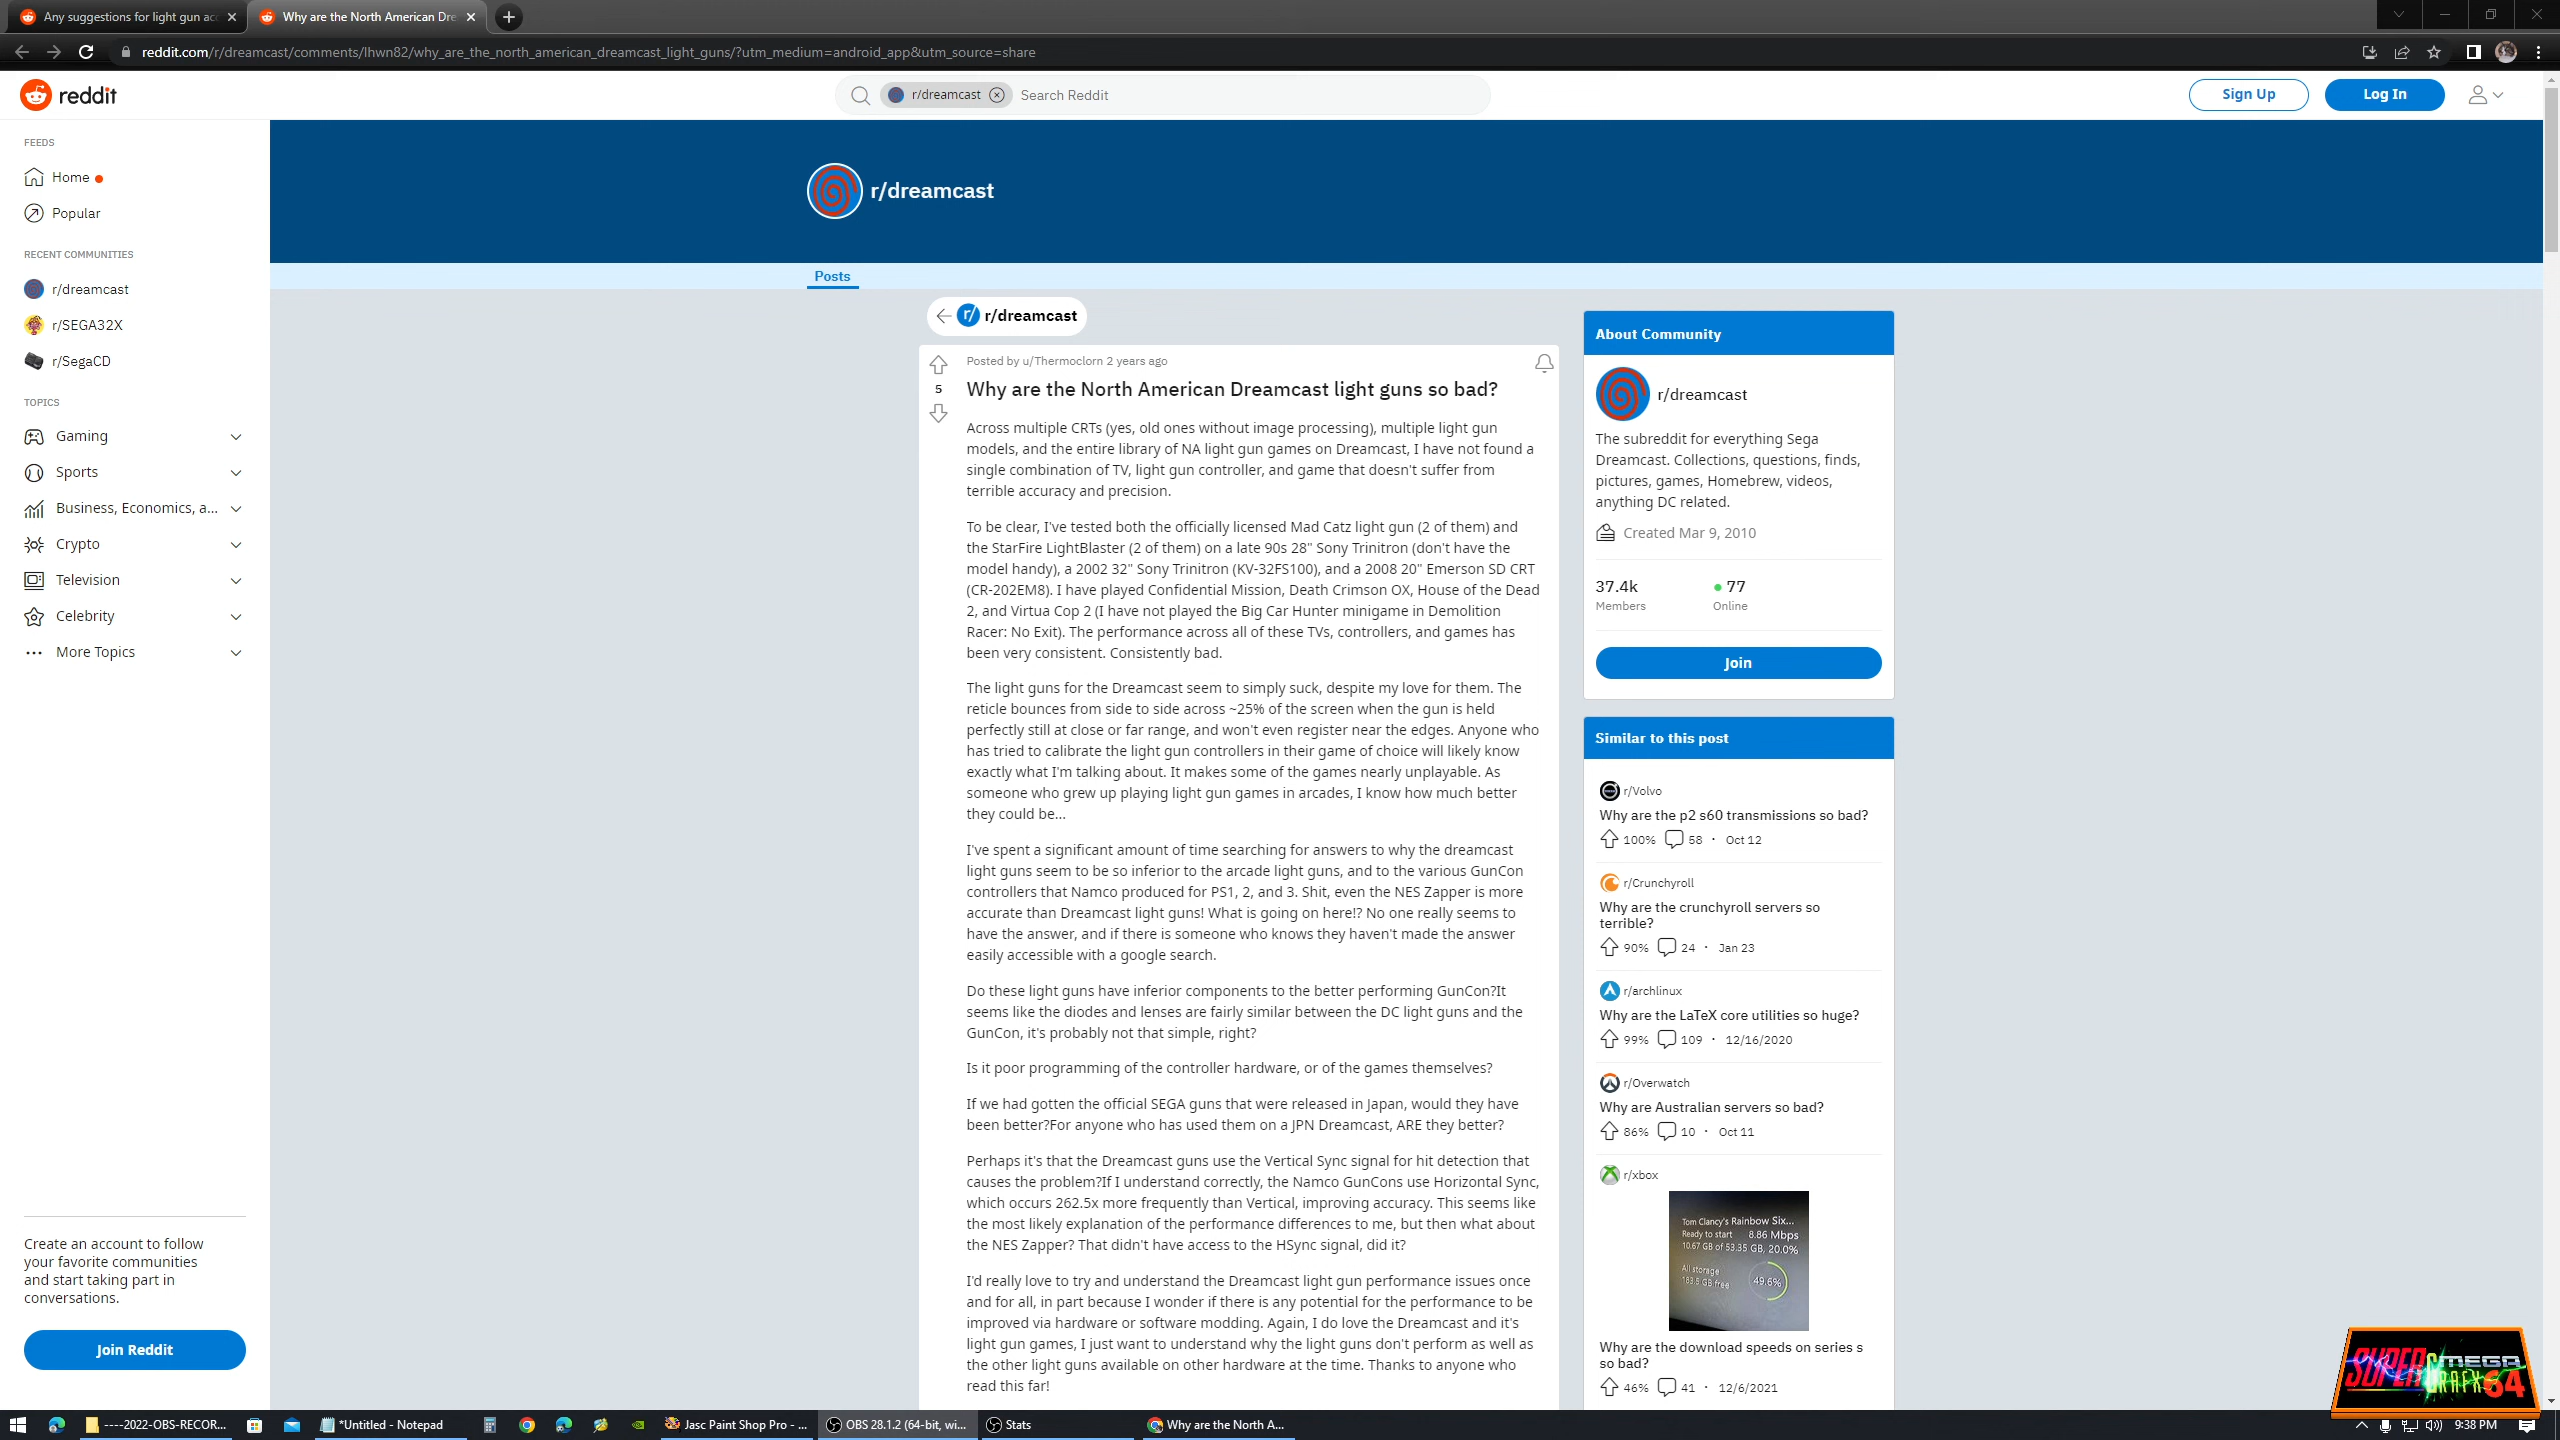 Any suggestions for light gun acc
Why are the North American Dre
reddit.com/r/dreamcast/comments/lhwn82/why_are_the_north_american_dreamcast_light_guns/?utm_medium=android_app&utm_source=share
reddit
r/dreamcast
Search Reddit
Sign Up
Log In
FEEDS
Home
Popular
RECENT COMMUNITIES
r/dreamcast
r/SEGA32X
r/SegaCD
TOPICS
Gaming
Sports
Business, Economics, a...
Crypto
Television
Celebrity
More Topics
Create an account to follow
your favorite communities
and start taking part in
conversations.
Join Reddit
r/dreamcast
Posts
r/ r/dreamcast
Posted by u/Thermoclorn 2 years ago
5
Why are the North American Dreamcast light guns so bad?
Across multiple CRTs (yes, old ones without image processing), multiple light gun
models, and the entire library of NA light gun games on Dreamcast, I have not found a
single combination of TV, light gun controller, and game that doesn't suffer from
terrible accuracy and precision.
To be clear, I've tested both the officially licensed Mad Catz light gun (2 of them) and
the StarFire LightBlaster (2 of them) on a late 90s 28" Sony Trinitron (don't have the
model handy), a 2002 32" Sony Trinitron (KV-32FS100), and a 2008 20" Emerson SD CRT
(CR-202EM8). I have played Confidential Mission, Death Crimson OX, House of the Dead
2, and Virtua Cop 2 (I have not played the Big Car Hunter minigame in Demolition
Racer: No Exit). The performance across all of these TVs, controllers, and games has
been very consistent. Consistently bad.
The light guns for the Dreamcast seem to simply suck, despite my love for them. The
reticle bounces from side to side across ~25% of the screen when the gun is held
perfectly still at close or far range, and won't even register near the edges. Anyone who
has tried to calibrate the light gun controllers in their game of choice will likely know
exactly what I'm talking about. It makes some of the games nearly unplayable. As
someone who grew up playing light gun games in arcades, I know how much better
they could be...
I've spent a significant amount of time searching for answers to why the dreamcast
light guns seem to be so inferior to the arcade light guns, and to the various GunCon
controllers that Namco produced for PS1, 2, and 3. Shit, even the NES Zapper is more
accurate than Dreamcast light guns! What is going on here!? No one really seems to
have the answer, and if there is someone who knows they haven't made the answer
easily accessible with a google search.
Do these light guns have inferior components to the better performing GunCon?It
seems like the diodes and lenses are fairly similar between the DC light guns and the
GunCon, it's probably not that simple, right?
Is it poor programming of the controller hardware, or of the games themselves?
If we had gotten the official SEGA guns that were released in Japan, would they have
been better?For anyone who has used them on a JPN Dreamcast, ARE they better?
Perhaps it's that the Dreamcast guns use the Vertical Sync signal for hit detection that
causes the problem?If I understand correctly, the Namco GunCons use Horizontal Sync,
which occurs 262.5x more frequently than Vertical, improving accuracy. This seems like
the most likely explanation of the performance differences to me, but then what about
the NES Zapper? That didn't have access to the HSync signal, did it?
I'd really love to try and understand the Dreamcast light gun performance issues once
and for all, in part because I wonder if there is any potential for the performance to be
improved via hardware or software modding. Again, I do love the Dreamcast and it's
light gun games, I just want to understand why the light guns don't perform as well as
the other light guns available on other hardware at the time. Thanks to anyone who
read this far!
About Community
r/dreamcast
The subreddit for everything Sega
Dreamcast. Collections, questions, finds,
pictures, games, Homebrew, videos,
anything DC related.
Created Mar 9, 2010
37.4k 77
Members Online
Join
Similar to this post
r/Volvo
Why are the p2 s60 transmissions so bad?
100% 58 · Oct 12
r/Crunchyroll
Why are the crunchyroll servers so
terrible?
90% 24 · Jan 23
r/archlinux
Why are the LaTeX core utilities so huge?
99% 109 · 12/16/2020
r/Overwatch
Why are Australian servers so bad?
86% 10 · Oct 11
r/xbox
Tom Clancy's Rainbow Six...
Ready to start 8.86 Mbps
10.67 GB of 53.35 GB, 20.0%
All storage
183.5 GB free
49.6%
Why are the download speeds on series s
so bad?
46% 41 · 12/6/2021
SUPER OMEGA
GRAFX 64
----2022-OBS-RECOR...
*Untitled - Notepad
Jasc Paint Shop Pro - ...
OBS 28.1.2 (64-bit, wi...
Stats
Why are the North A...
9:38 PM